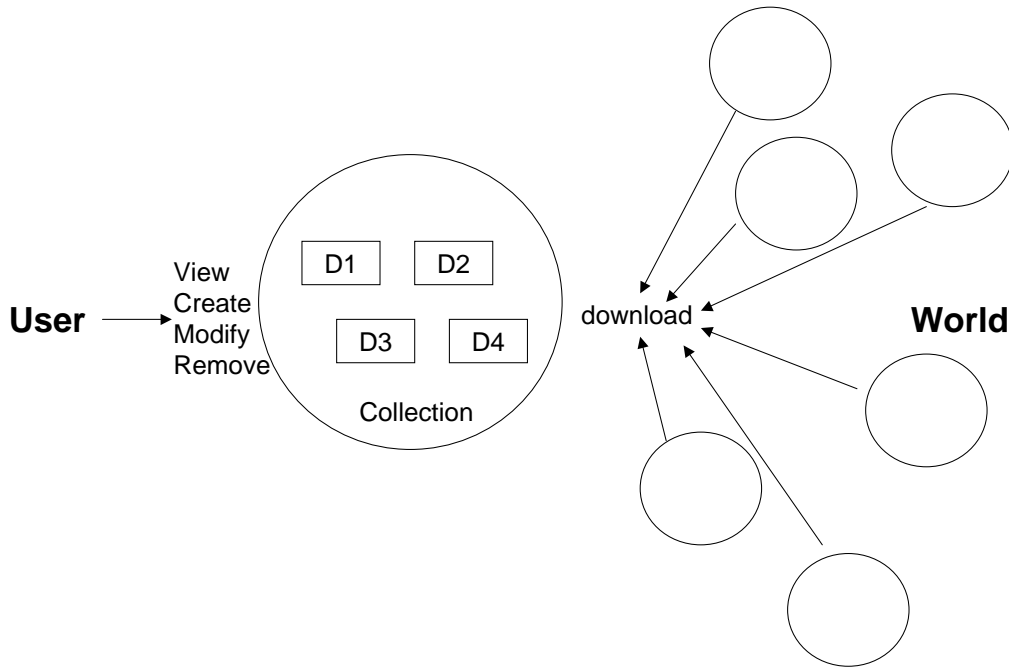 User
View
Create
Modify
Remove
D1
D2
D3
D4
Collection
download
World